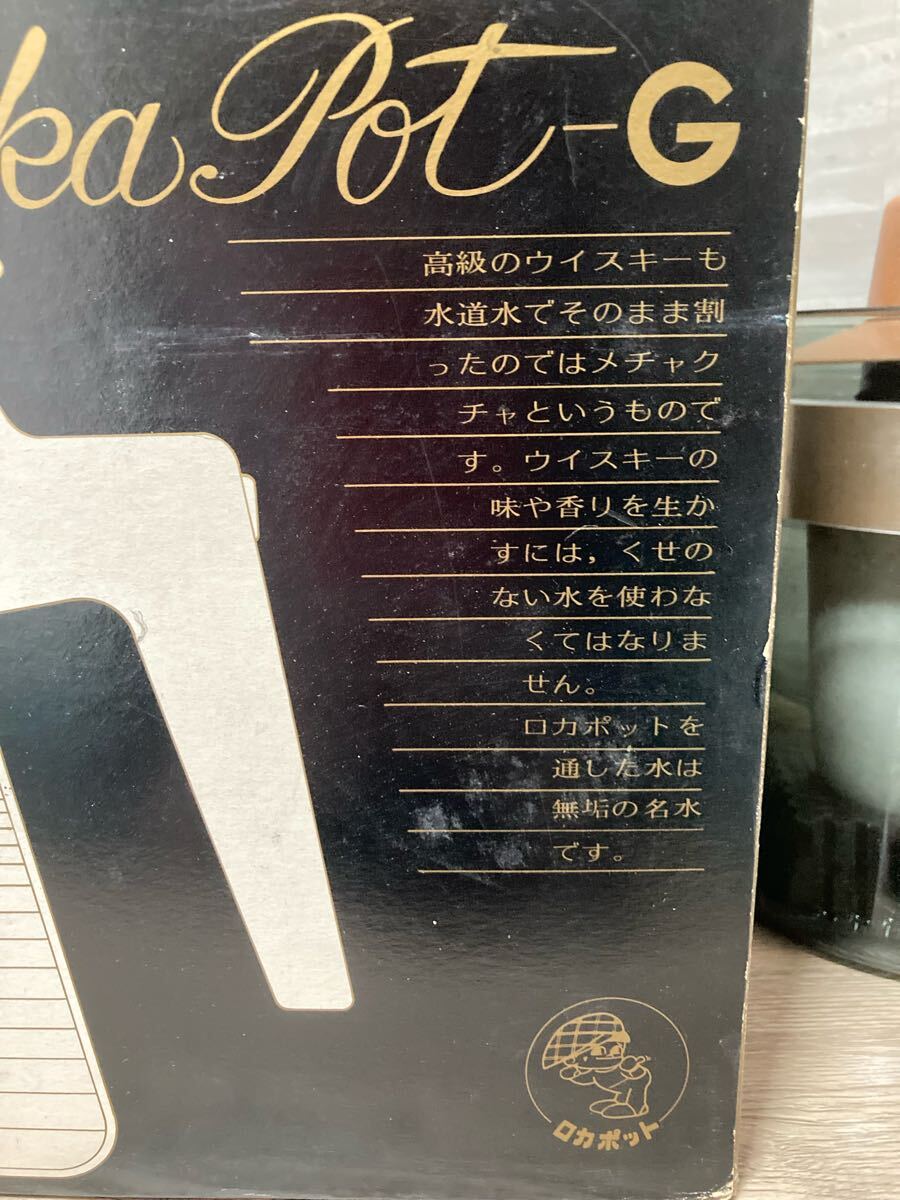 ka Pot-G
高級のウイスキーも
水道水でそのまま割
ったのではメチャク
チャというもので
す。ウイスキーの
味や香りを生か
すには，くせの
ない水を使わな
くてはなりま
せん。
ロカポットを
通した水は
無垢の名水
です。
ロカポット